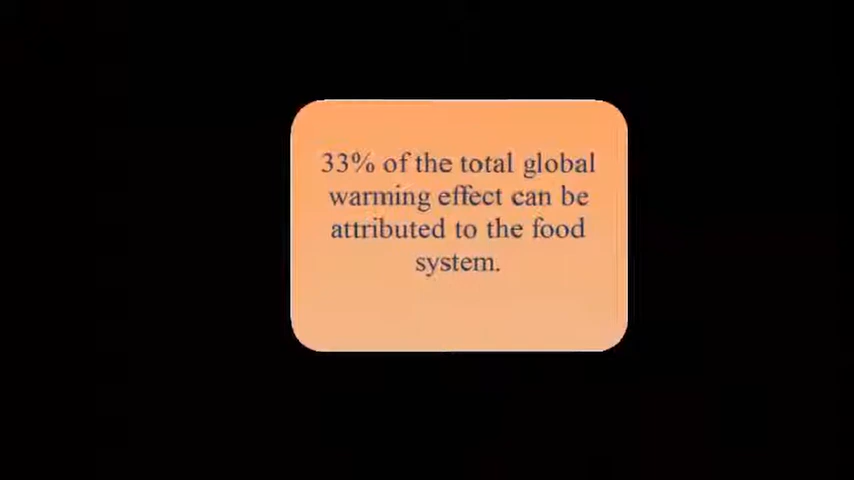 33% of the total global
warming effect can be
attributed to the food
system.